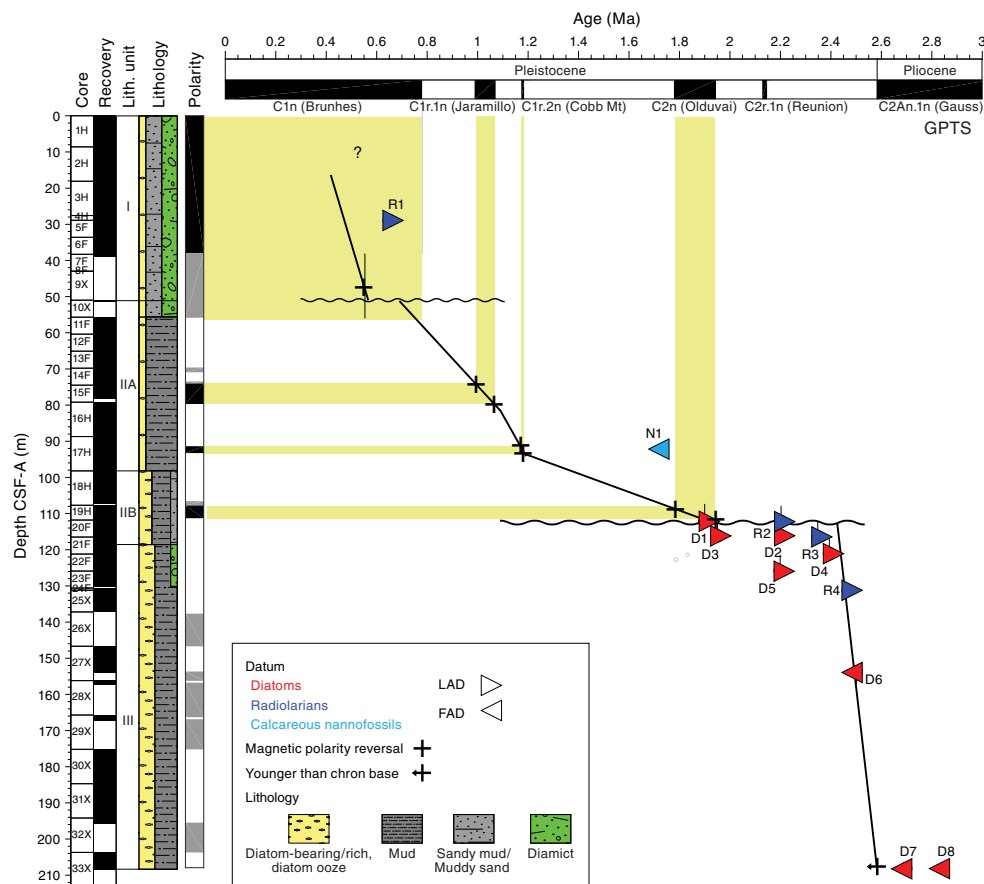 Age (Ma)
0 0.2 0.4 0.6 0.8 1 1.2 1.4 1.6 1.8 2 2.2 2.4 2.6 2.8 3.0
Pleistocene Pliocene
C1n (Brunhes) C1r.1n (Jaramillo) C1r.2n (Cobb Mt) C2n (Olduvai) C2r.1n (Reunion) C2An.1n (Gauss)
GPTS
Core
Recovery
Lith. unit
Lithology
Polarity
Depth CSF-A (m)
0
10
20
30
40
50
60
70
80
90
100
110
120
130
140
150
160
170
180
190
200
210
1H
2H
3H
4H
5F
6F
7F
8F
9X
10X
11F
12F
13F
14F
15F
16H
17H
18H
19H
20F
21F
22F
23F
24F
25X
26X
27X
28X
29X
30X
31X
32X
33X
I
IIA
IIB
III
?
R1
N1
D1
D3
R2
D2
D5
R3
D4
R4
D6
D7 D8
Datum
Diatoms
Radiolarians
Calcareous nannofossils
LAD
FAD
Magnetic polarity reversal
Younger than chron base
Lithology
Diatom-bearing/rich,
diatom ooze
Mud
Sandy mud/
Muddy sand
Diamict